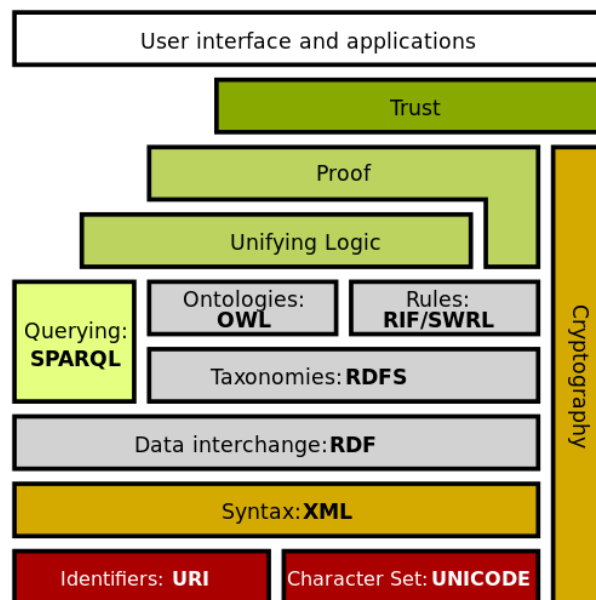 User interface and applications
Trust
Proof
Unifying Logic
Ontologies:
OWL
Rules:
RIF/SWRL
Querying:
SPARQL
Taxonomies: RDFS
Data interchange: RDF
Syntax: XML
Identifiers: URI
Character Set: UNICODE
Cryptography